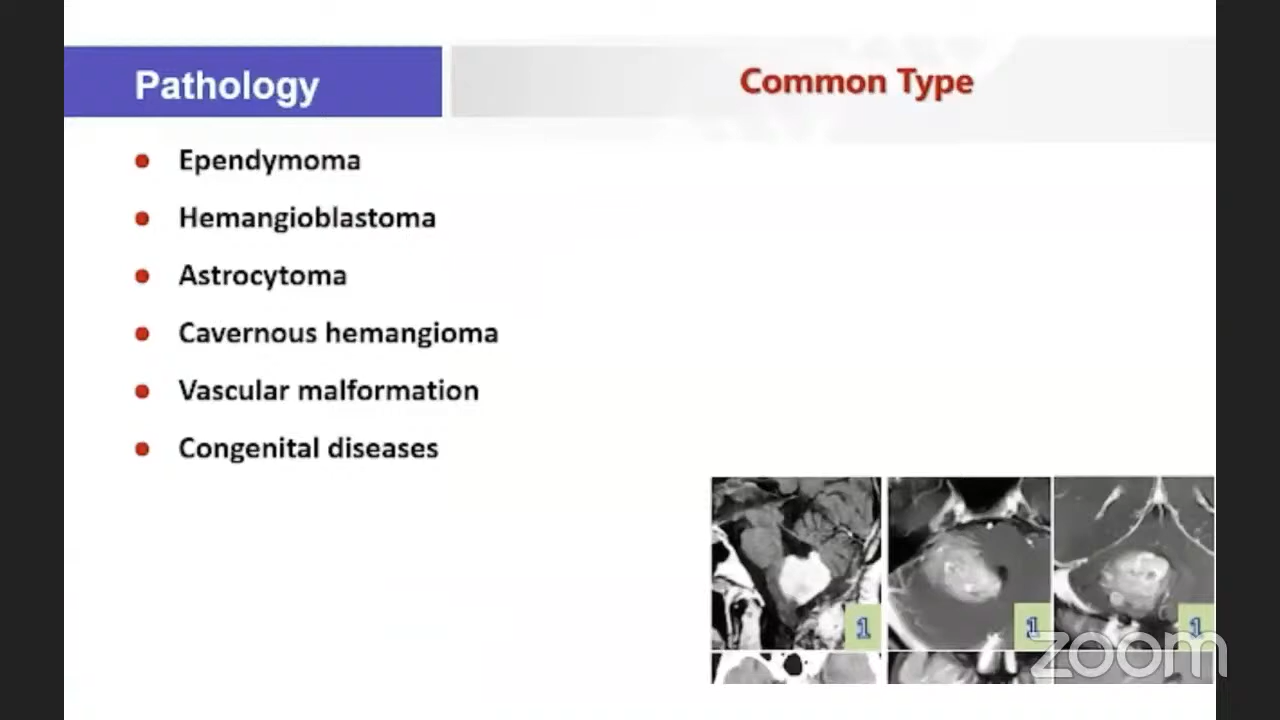 Pathology
Common Type
Ependymoma
Hemangioblastoma
Astrocytoma
Cavernous hemangioma
Vascular malformation
Congenital diseases
1
1
1
zoom